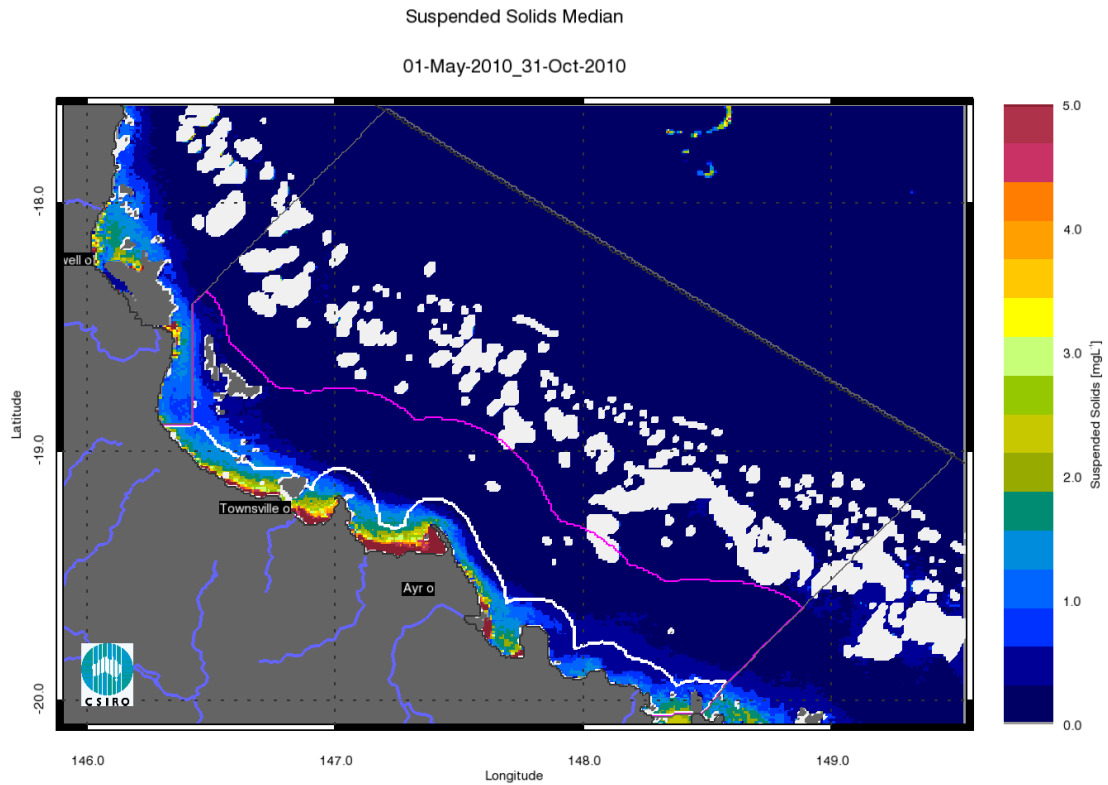 Suspended Solids Median
01-May-2010_31-Oct-2010
5.0
4.0
3.0
2.0
1.0
0.0
Suspended Solids [mgL⁻¹]
-18.0
-19.0
-20.0
Latitude
well o
Townsville o
Ayr o
CSIRO
146.0
147.0
148.0
149.0
Longitude